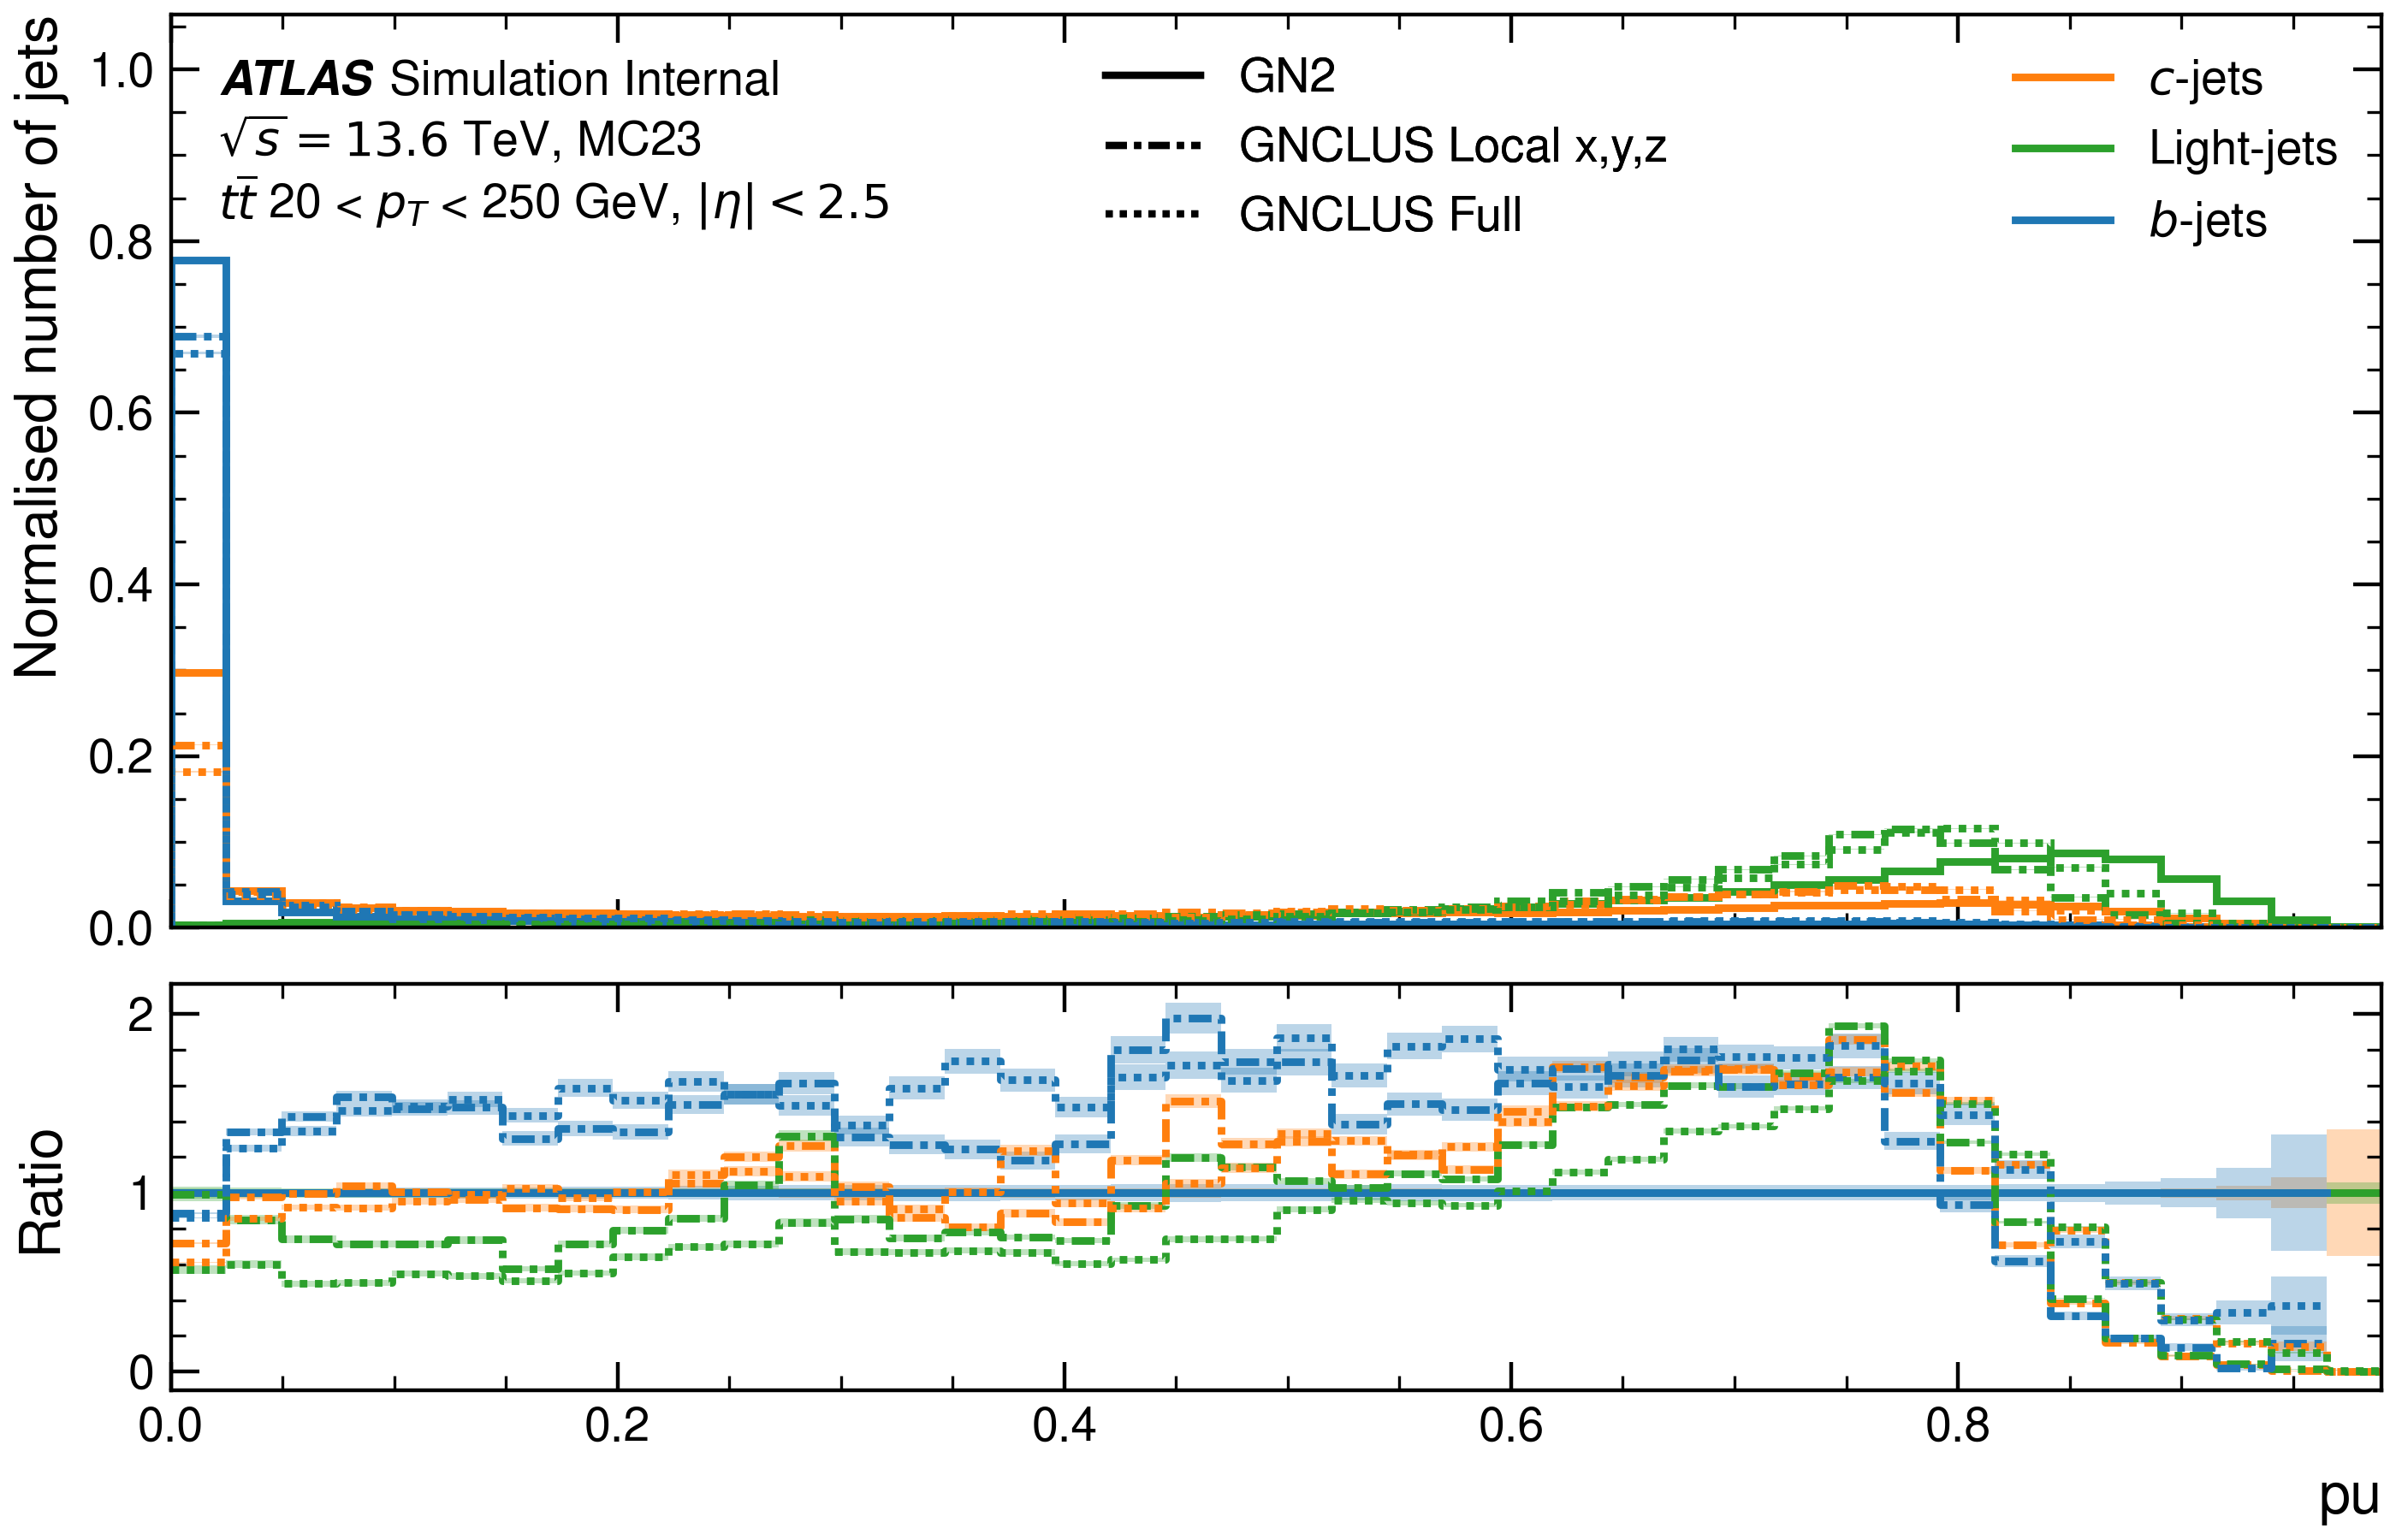 Normalised number of jets
1.0
0.8
0.6
0.4
0.2
0.0
ATLAS Simulation Internal
√s = 13.6 TeV, MC23
tt̄ 20 < p_T < 250 GeV, |η| < 2.5
GN2
GNCLUS Local x,y,z
GNCLUS Full
c-jets
Light-jets
b-jets
Ratio
2
1
0
0.0 0.2 0.4 0.6 0.8
pu